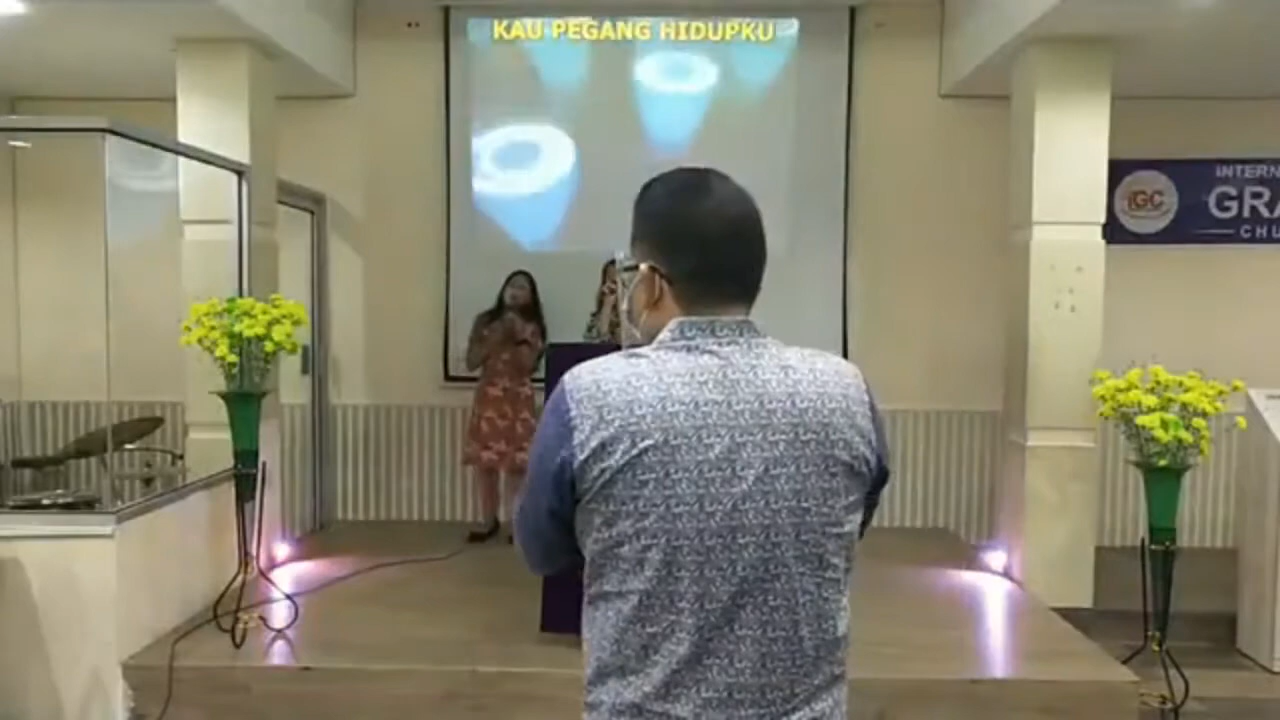 KAU PEGANG HIDUPKU
iGC
INTERN
GRA
CHU